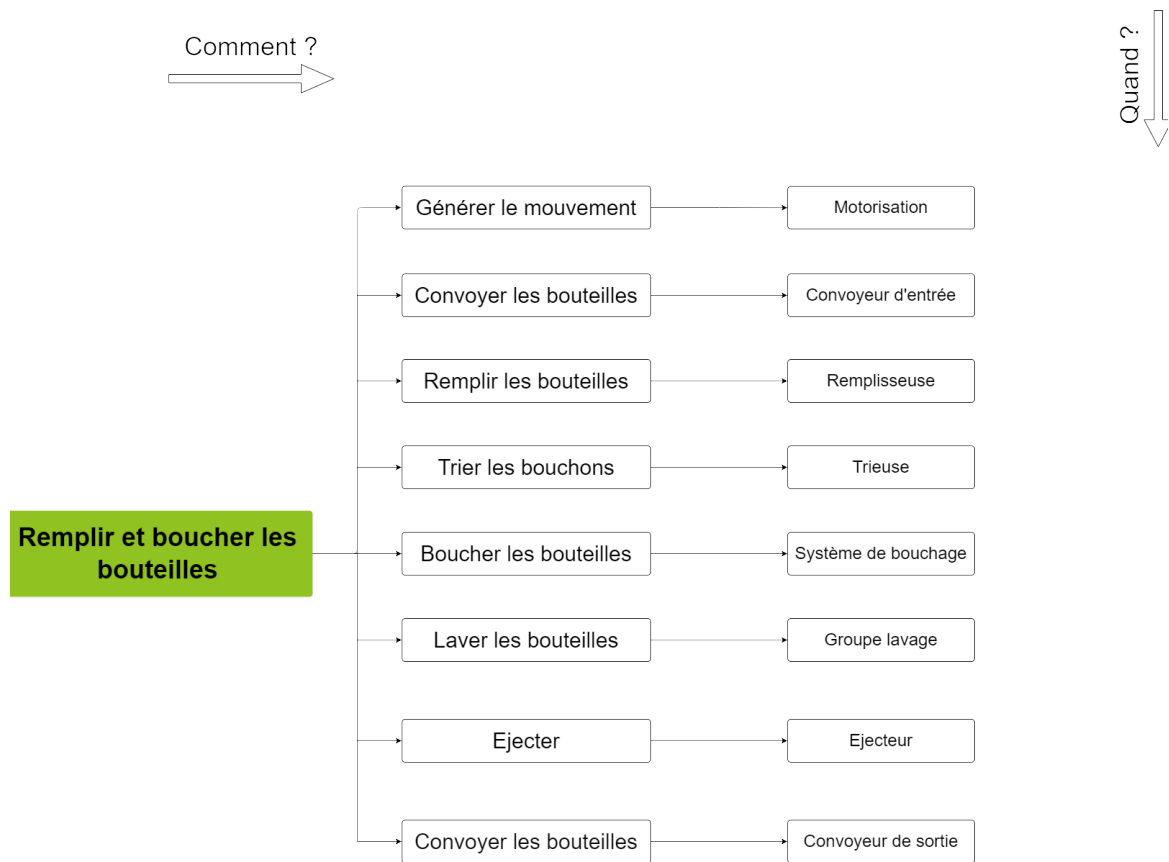 Comment ?
Quand ?
Générer le mouvement
Motorisation
Convoyer les bouteilles
Convoyeur d'entrée
Remplir les bouteilles
Remplisseuse
Trier les bouchons
Trieuse
Remplir et boucher les
bouteilles
Boucher les bouteilles
Système de bouchage
Laver les bouteilles
Groupe lavage
Ejecter
Ejecteur
Convoyer les bouteilles
Convoyeur de sortie